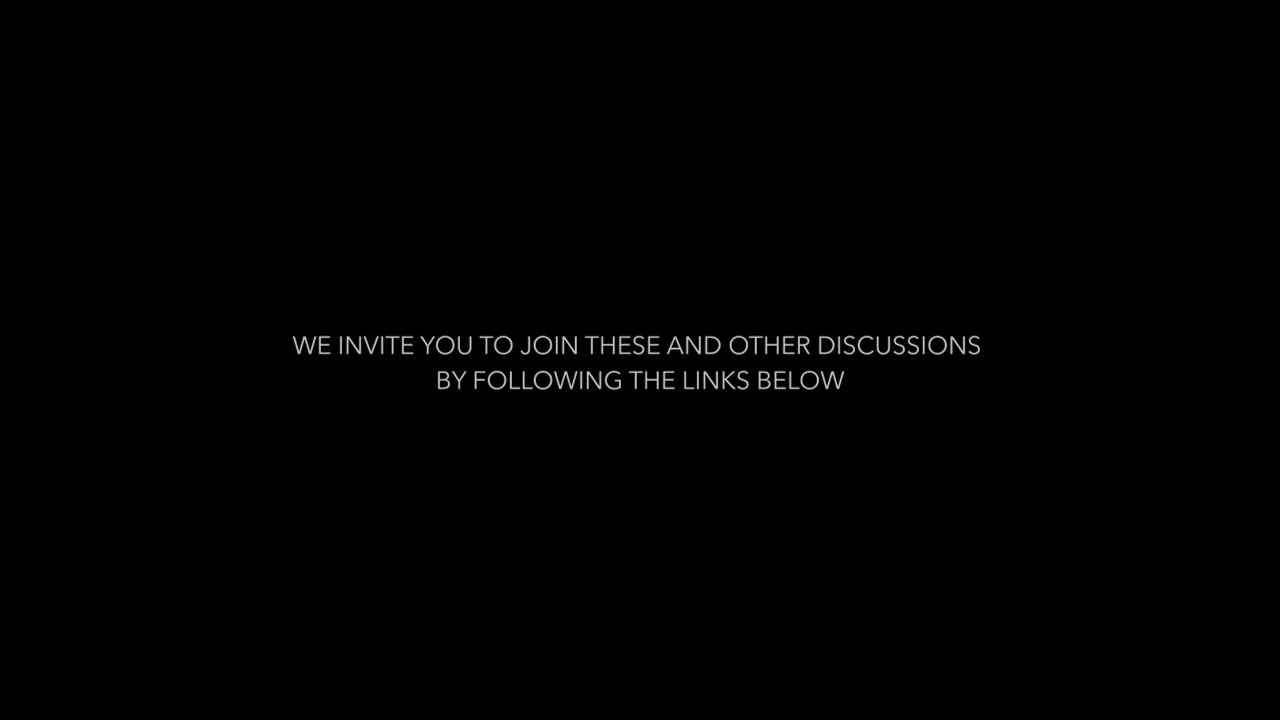 WE INVITE YOU TO JOIN THESE AND OTHER DISCUSSIONS
BY FOLLOWING THE LINKS BELOW